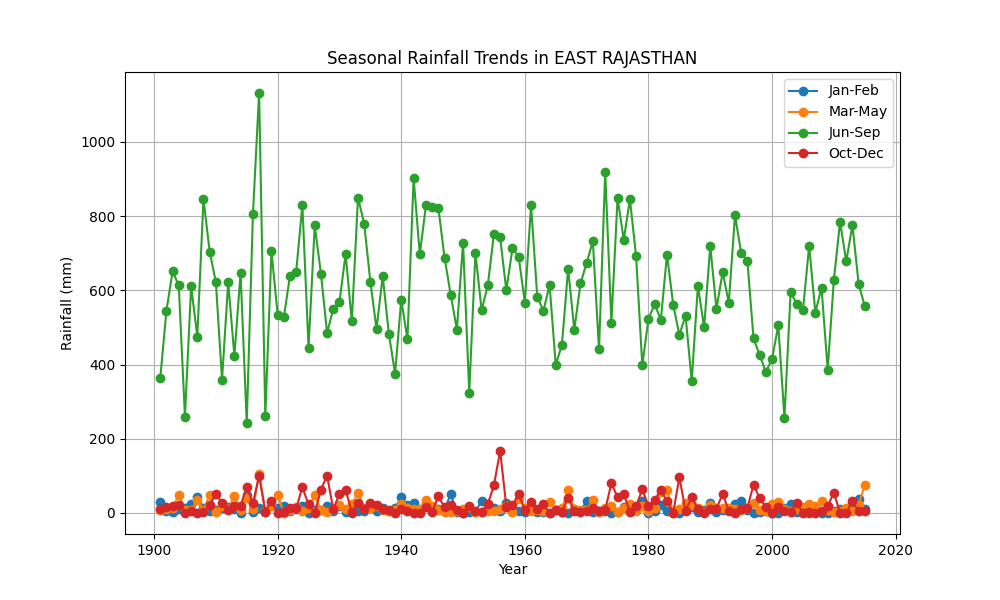 Seasonal Rainfall Trends in EAST RAJASTHAN
Jan-Feb
Mar-May
Jun-Sep
Oct-Dec
1000
800
600
400
200
0
Rainfall (mm)
1900 1920 1940 1960 1980 2000 2020
Year